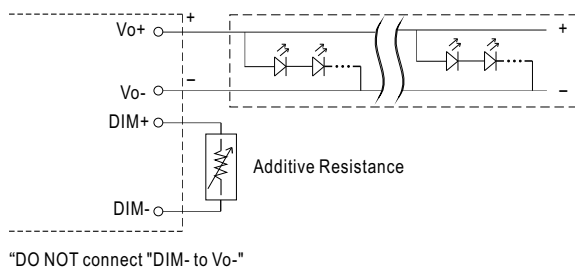 Vo+
+
+
Vo-
−
−
DIM+
Additive Resistance
DIM-
“DO NOT connect "DIM- to Vo-"